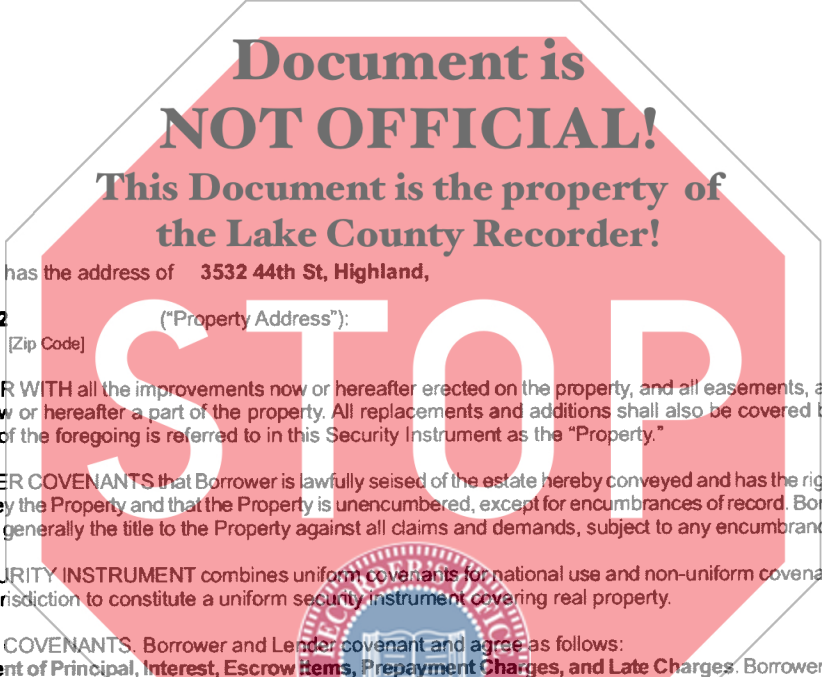 Document is
NOT OFFICIAL!
This Document is the property of
the Lake County Recorder!
has the address of 3532 44th St, Highland,
2 ("Property Address"):
[Zip Code]
STOP
R WITH all the improvements now or hereafter erected on the property, and all easements, a
w or hereafter a part of the property. All replacements and additions shall also be covered b
of the foregoing is referred to in this Security Instrument as the “Property.”
ER COVENANTS that Borrower is lawfully seised of the estate hereby conveyed and has the rig
y the Property and that the Property is unencumbered, except for encumbrances of record. Bor
generally the title to the Property against all claims and demands, subject to any encumbranc
URITY INSTRUMENT combines uniform covenants for national use and non-uniform covena
risdiction to constitute a uniform security instrument covering real property.
RECORDER'S OFFICE
COVENANTS. Borrower and Lender covenant and agree as follows:
ent of Principal, Interest, Escrow Items, Prepayment Charges, and Late Charges. Borrower